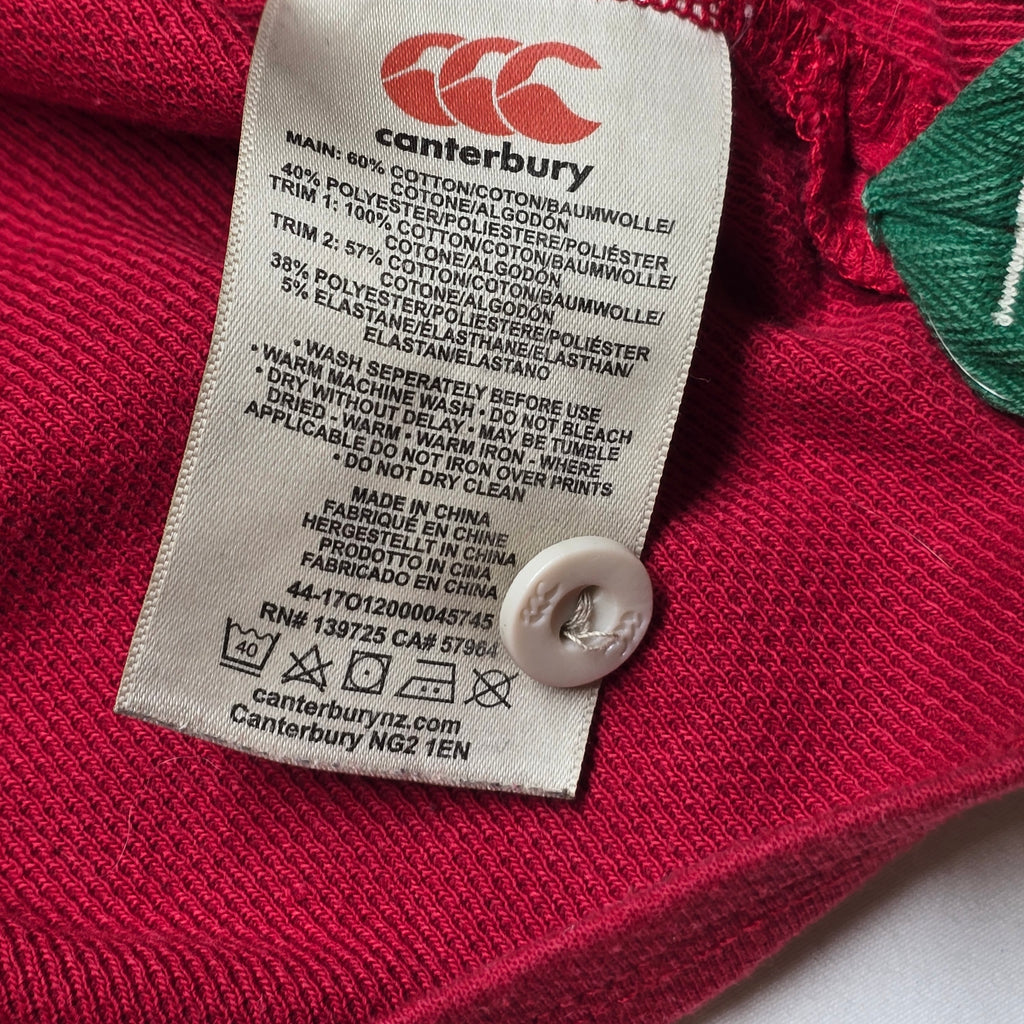 canterbury
MAIN: 60% COTTON/COTON/BAUMWOLLE/
COTONE/ALGODÓN
40% POLYESTER/POLIESTERE/POLIÉSTER
TRIM 1: 100% COTTON/COTON/BAUMWOLLE/
COTONE/ALGODÓN
TRIM 2: 57% COTTON/COTON/BAUMWOLLE/
COTONE/ALGODÓN
38% POLYESTER/POLIESTERE/POLIÉSTER
5% ELASTANE/ÉLASTHANE/ELASTHAN/
ELASTAN/ELASTANO
• WASH SEPERATELY BEFORE USE
• WARM MACHINE WASH • DO NOT BLEACH
• DRY WITHOUT DELAY • MAY BE TUMBLE
DRIED - WARM • WARM IRON - WHERE
APPLICABLE DO NOT IRON OVER PRINTS
• DO NOT DRY CLEAN
MADE IN CHINA
FABRIQUÉ EN CHINE
HERGESTELLT IN CHINA
PRODOTTO IN CINA
FABRICADO EN CHINA
44-17O12000045745
RN# 139725 CA# 57964
40
canterburynz.com
Canterbury NG2 1EN